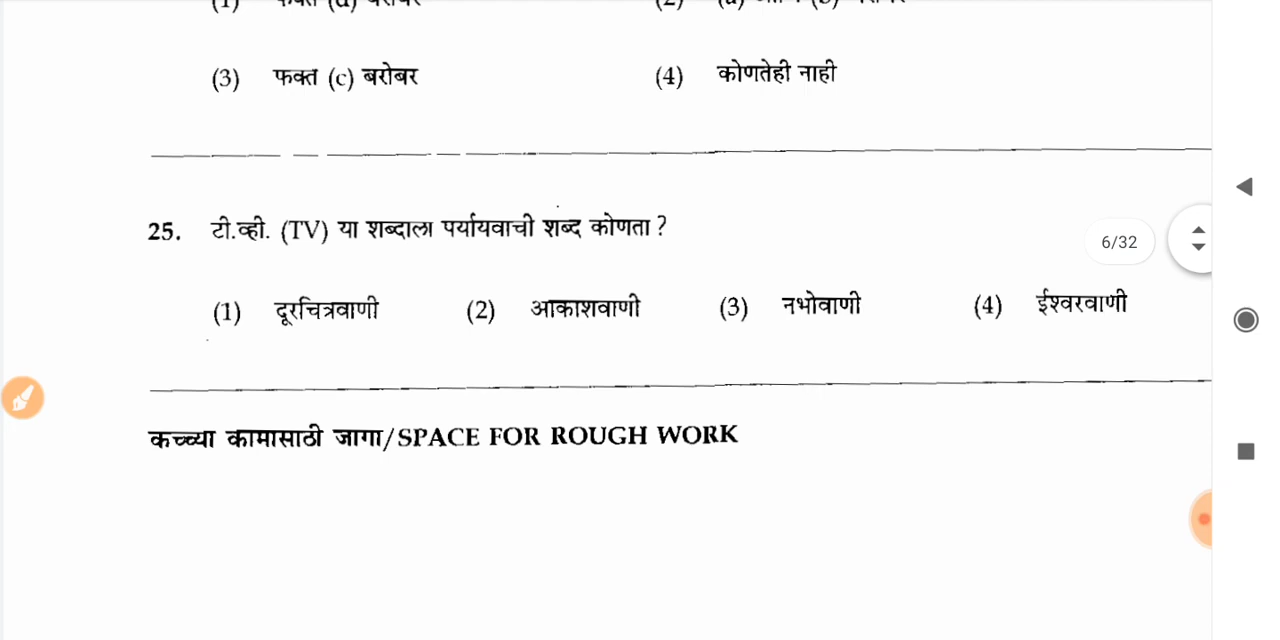 (3) फक्त (c) बरोबर (4) कोणतेही नाही
25. टी.व्ही. (TV) या शब्दाला पर्यायवाची शब्द कोणता ?
6/32
(1) दूरचित्रवाणी (2) आकाशवाणी (3) नभोवाणी (4) ईश्वरवाणी
कच्च्या कामासाठी जागा/SPACE FOR ROUGH WORK